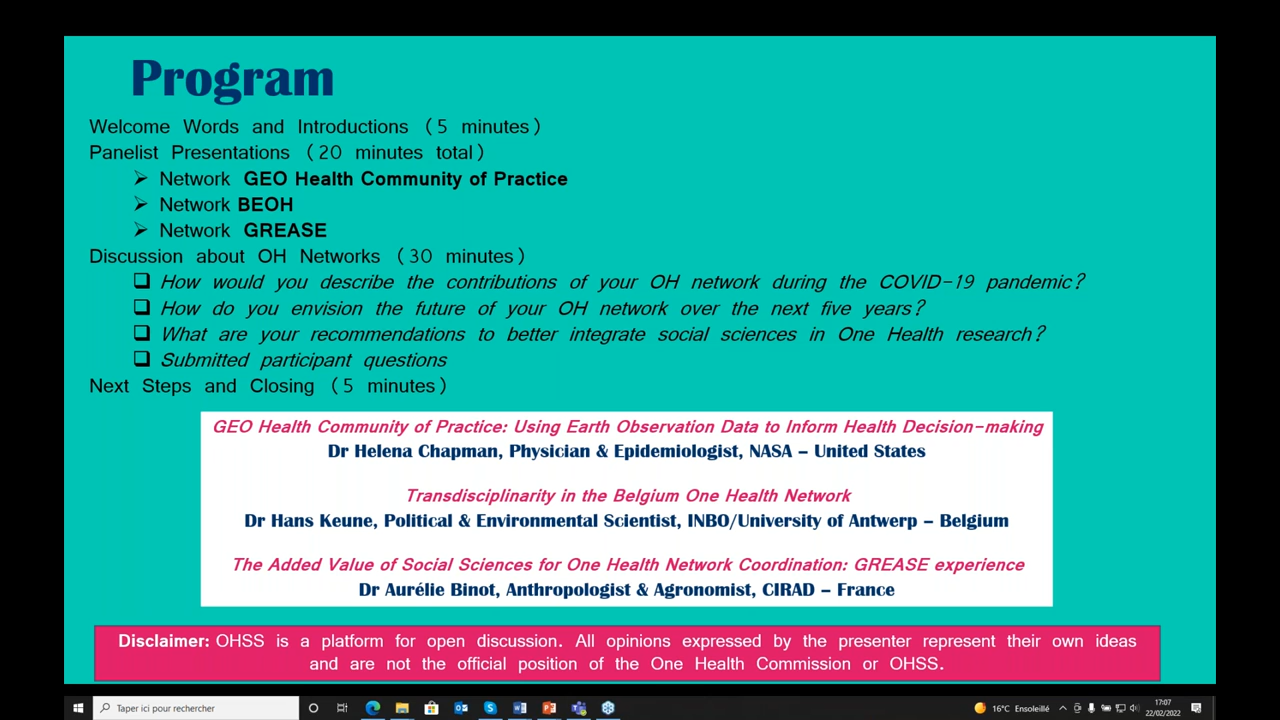 Program
Welcome Words and Introductions (5 minutes)
Panelist Presentations (20 minutes total)
➢ Network GEO Health Community of Practice
➢ Network BEOH
➢ Network GREASE
Discussion about OH Networks (30 minutes)
❑ How would you describe the contributions of your OH network during the COVID-19 pandemic?
❑ How do you envision the future of your OH network over the next five years?
❑ What are your recommendations to better integrate social sciences in One Health research?
❑ Submitted participant questions
Next Steps and Closing (5 minutes)
GEO Health Community of Practice: Using Earth Observation Data to Inform Health Decision-making
Dr Helena Chapman, Physician & Epidemiologist, NASA – United States
Transdisciplinarity in the Belgium One Health Network
Dr Hans Keune, Political & Environmental Scientist, INBO/University of Antwerp – Belgium
The Added Value of Social Sciences for One Health Network Coordination: GREASE experience
Dr Aurélie Binot, Anthropologist & Agronomist, CIRAD – France
Disclaimer: OHSS is a platform for open discussion. All opinions expressed by the presenter represent their own ideas
and are not the official position of the One Health Commission or OHSS.
Taper ici pour rechercher
16°C Ensoleillé
17:07
22/02/2022